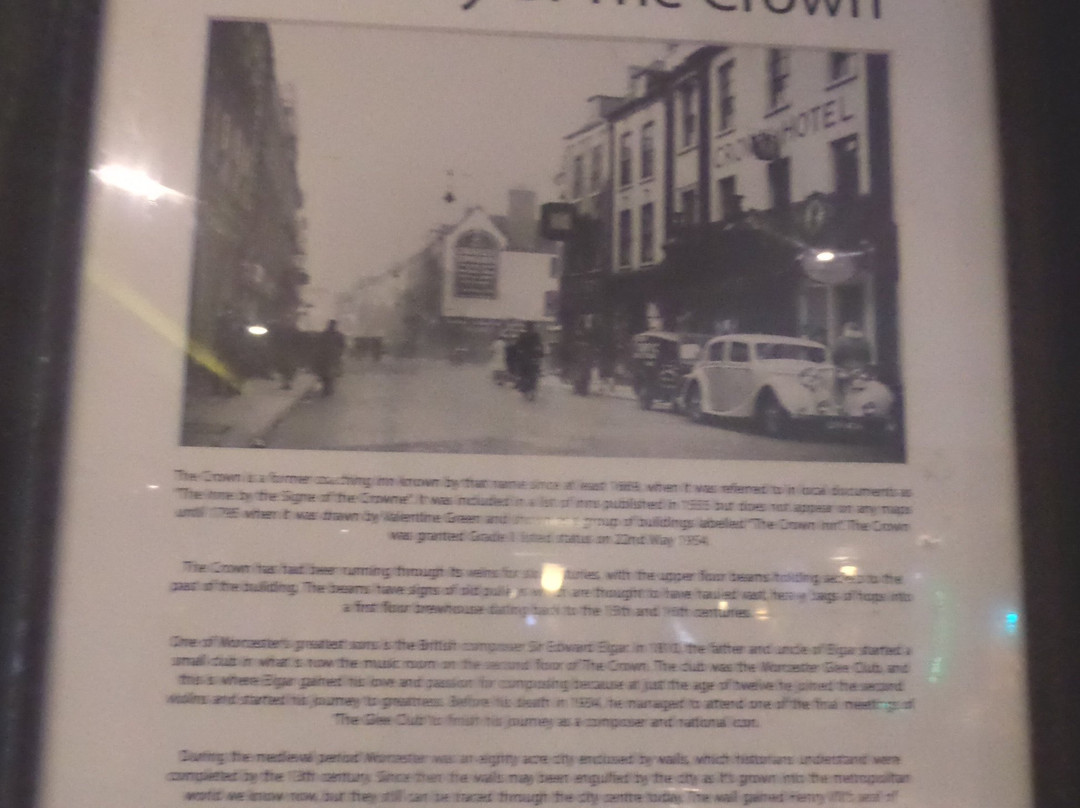 The Crown
CROWN HOTEL
The Crown is a former coaching inn known by that name since at least when it was referred to in local documents as
"The Inne by the Signe of the Crowne". It was included in a list of inns published in but does not appear on any maps
until when it was drawn by Valentine Green and group of buildings labelled "The Crown Inn". The Crown
was granted Grade II listed status on 22nd May 1954.
The Crown has had beer running through its veins for with the upper floor beams holding to the
past of the building. The beams have signs of old are thought to have hauled vast, heavy bags of hops into
a first floor brewhouse dating back to the and centuries.
One of Worcester's greatest sons is the British composer Sir Edward Elgar. In the father and uncle of Elgar started a
small club in what is now the music room on the second floor of The Crown. The club was the Worcester Glee Club, and
this is where Elgar gained his love and passion for composing because at just the age of twelve he joined the second
violins and started his journey to greatness. Before his death in 1934, he managed to attend one of the final meetings of
'The Glee Club' to finish his journey as a composer and national icon.
During the medieval period Worcester was an eighty acre city enclosed by walls, which historians understand were
completed by the 13th century. Since then the walls may been engulfed by the city as it's grown into the metropolitan
world we know now, but they still can be traced through the city centre today. The wall gained Henry seal of